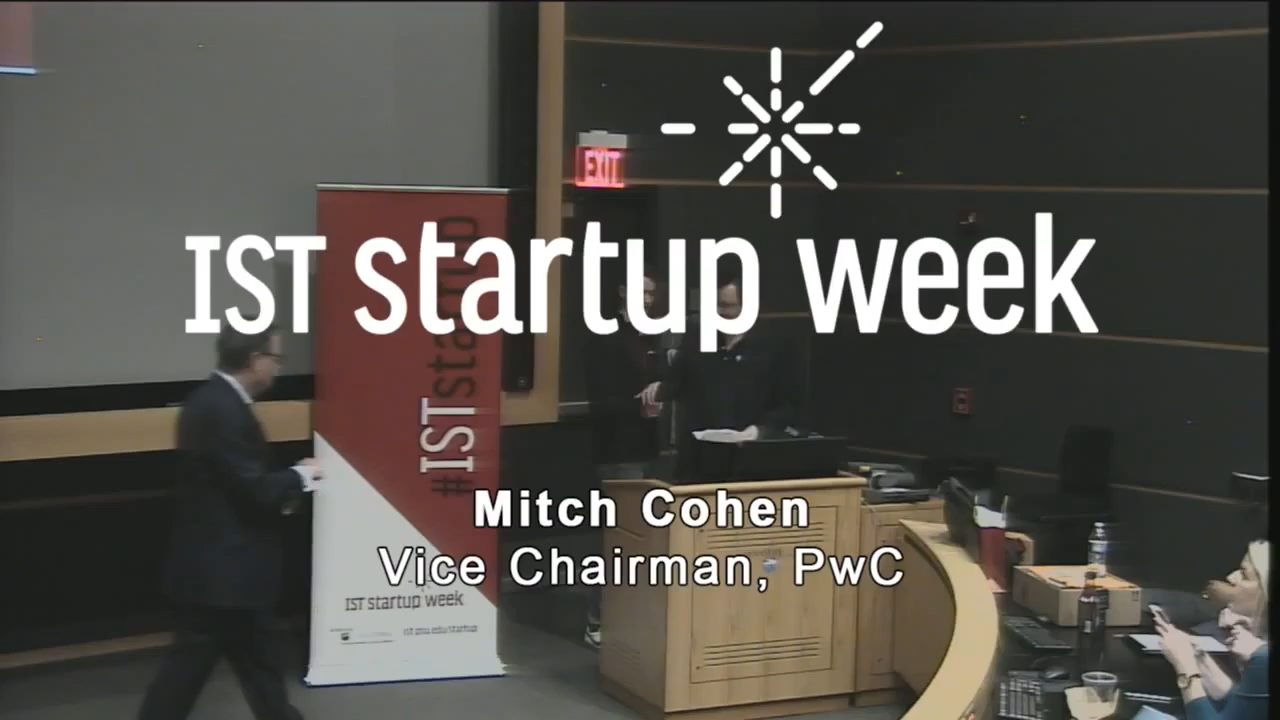 EXIT
IST startup week
#ISTstartup
Mitch Cohen
Vice Chairman, PwC
IST startup week
ist.psu.edu/startup